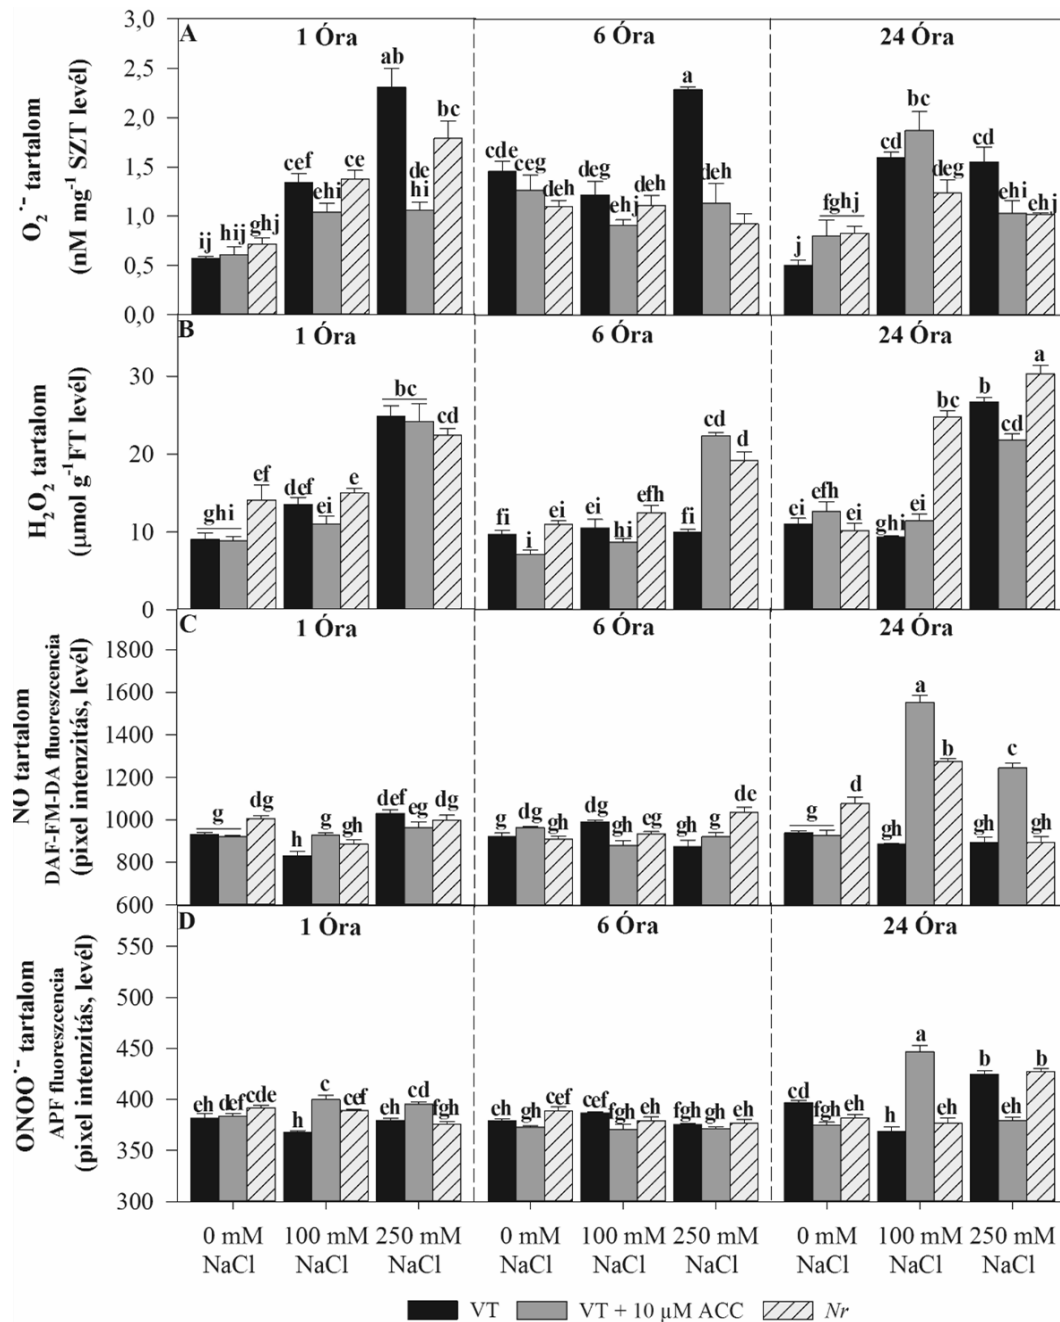 A
1 Óra
6 Óra
24 Óra
O₂˙⁻ tartalom
(nM mg⁻¹ SZT levél)
3,0
2,5
2,0
1,5
1,0
0,5
0,0
ij hij ghj cef ehi ce ab de hi bc
cde ceg deh deg ehj deh a deh
j fghj cd bc deg cd ehi ehj
B
1 Óra
6 Óra
24 Óra
H₂O₂ tartalom
(µmol g⁻¹FT levél)
30
20
10
0
ghi ef def ei e bc cd
fi i ei ei hi efh fi cd d
ei efh ei ghi ei bc b cd a
C
1 Óra
6 Óra
24 Óra
NO tartalom
DAF-FM-DA fluoreszcencia
(pixel intenzitás, levél)
1800
1600
1400
1200
1000
800
600
g dg h g gh def eg dg
g dg gh dg gh eg gh g de
g d gh a b gh c gh
D
1 Óra
6 Óra
24 Óra
ONOO˙⁻ tartalom
APF fluoreszcencia
(pixel intenzitás, levél)
550
500
450
400
350
300
eh def cde h c cef eh cd fgh
eh gh cef cef fgh eh fgh gh eh
cd fgh eh h a eh b eh b
0 mM 100 mM 250 mM 0 mM 100 mM 250 mM 0 mM 100 mM 250 mM
NaCl NaCl NaCl NaCl NaCl NaCl NaCl NaCl NaCl
VT VT + 10 µM ACC Nr